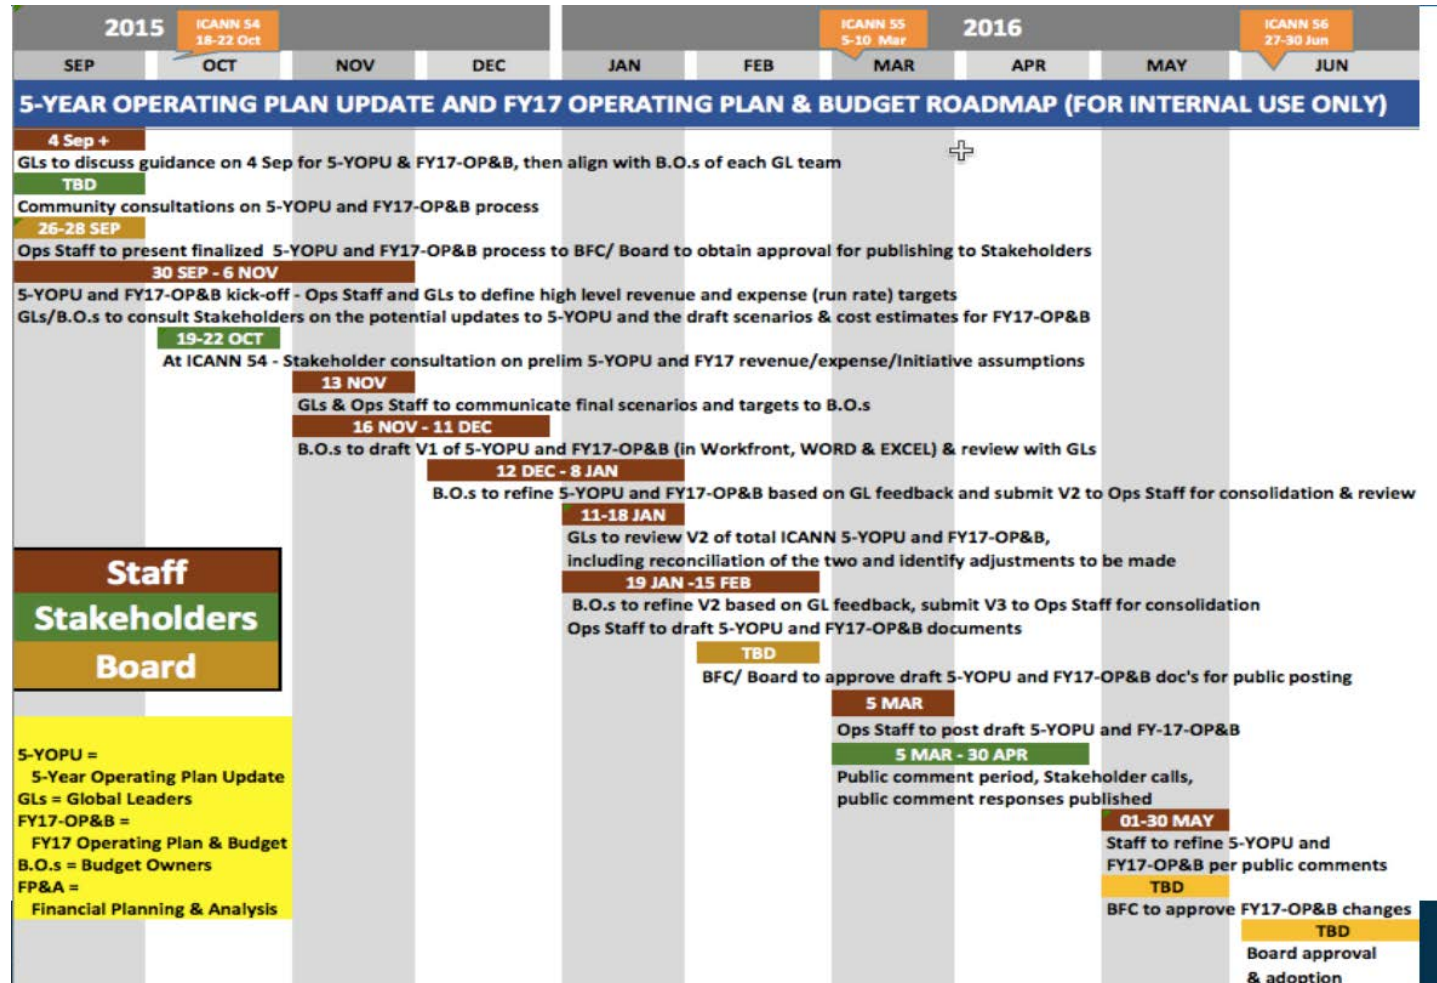 2015
ICANN 54
18-22 Oct
ICANN 55
5-10 Mar
2016
ICANN 56
27-30 Jun
SEP OCT NOV DEC JAN FEB MAR APR MAY JUN
5-YEAR OPERATING PLAN UPDATE AND FY17 OPERATING PLAN & BUDGET ROADMAP (FOR INTERNAL USE ONLY)
4 Sep +
GLs to discuss guidance on 4 Sep for 5-YOPU & FY17-OP&B, then align with B.O.s of each GL team
TBD
Community consultations on 5-YOPU and FY17-OP&B process
26-28 SEP
Ops Staff to present finalized 5-YOPU and FY17-OP&B process to BFC/ Board to obtain approval for publishing to Stakeholders
30 SEP - 6 NOV
5-YOPU and FY17-OP&B kick-off - Ops Staff and GLs to define high level revenue and expense (run rate) targets
GLs/B.O.s to consult Stakeholders on the potential updates to 5-YOPU and the draft scenarios & cost estimates for FY17-OP&B
19-22 OCT
At ICANN 54 - Stakeholder consultation on prelim 5-YOPU and FY17 revenue/expense/Initiative assumptions
13 NOV
GLs & Ops Staff to communicate final scenarios and targets to B.O.s
16 NOV - 11 DEC
B.O.s to draft V1 of 5-YOPU and FY17-OP&B (in Workfront, WORD & EXCEL) & review with GLs
12 DEC - 8 JAN
B.O.s to refine 5-YOPU and FY17-OP&B based on GL feedback and submit V2 to Ops Staff for consolidation & review
11-18 JAN
GLs to review V2 of total ICANN 5-YOPU and FY17-OP&B,
including reconciliation of the two and identify adjustments to be made
19 JAN -15 FEB
B.O.s to refine V2 based on GL feedback, submit V3 to Ops Staff for consolidation
Ops Staff to draft 5-YOPU and FY17-OP&B documents
TBD
BFC/ Board to approve draft 5-YOPU and FY17-OP&B doc's for public posting
5 MAR
Ops Staff to post draft 5-YOPU and FY-17-OP&B
5 MAR - 30 APR
Public comment period, Stakeholder calls,
public comment responses published
01-30 MAY
Staff to refine 5-YOPU and
FY17-OP&B per public comments
TBD
BFC to approve FY17-OP&B changes
TBD
Board approval
& adoption
Staff
Stakeholders
Board
5-YOPU =
5-Year Operating Plan Update
GLs = Global Leaders
FY17-OP&B =
FY17 Operating Plan & Budget
B.O.s = Budget Owners
FP&A =
Financial Planning & Analysis